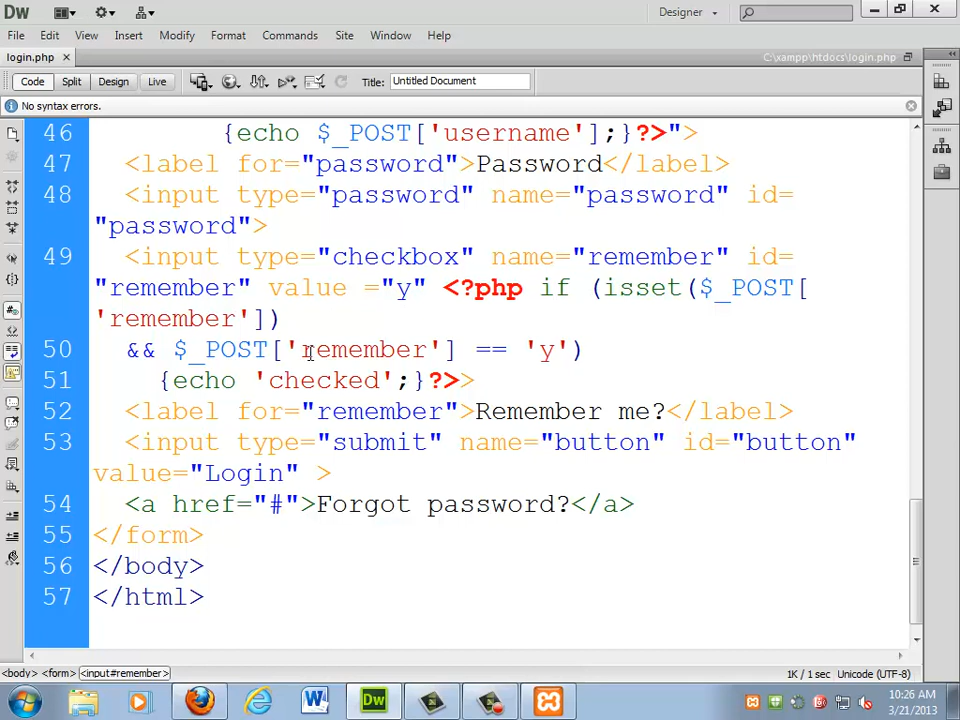 Dw
Designer
File Edit View Insert Modify Format Commands Site Window Help
login.php
C:\xampp\htdocs\login.php
Code Split Design Live Title: Untitled Document
No syntax errors.
46 {echo $_POST['username'];}?>">
47 <label for="password">Password</label>
48 <input type="password" name="password" id=
"password">
49 <input type="checkbox" name="remember" id=
"remember" value ="y" <?php if (isset($_POST[
'remember'])
50 && $_POST['remember'] == 'y')
51 {echo 'checked';}?>>
52 <label for="remember">Remember me?</label>
53 <input type="submit" name="button" id="button"
value="Login" >
54 <a href="#">Forgot password?</a>
55 </form>
56 </body>
57 </html>
<body> <form> <input#remember>
1K / 1 sec Unicode (UTF-8)
W Dw
10:26 AM
3/21/2013